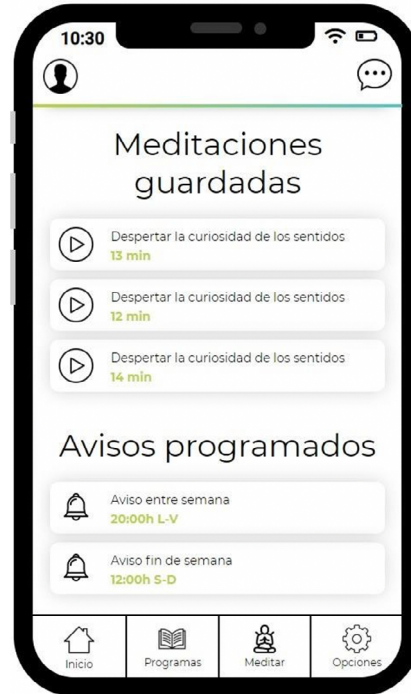 10:30
Meditaciones
guardadas
Despertar la curiosidad de los sentidos
13 min
Despertar la curiosidad de los sentidos
12 min
Despertar la curiosidad de los sentidos
14 min
Avisos programados
Aviso entre semana
20:00h L-V
Aviso fin de semana
12:00h S-D
Inicio
Programas
Meditar
Opciones